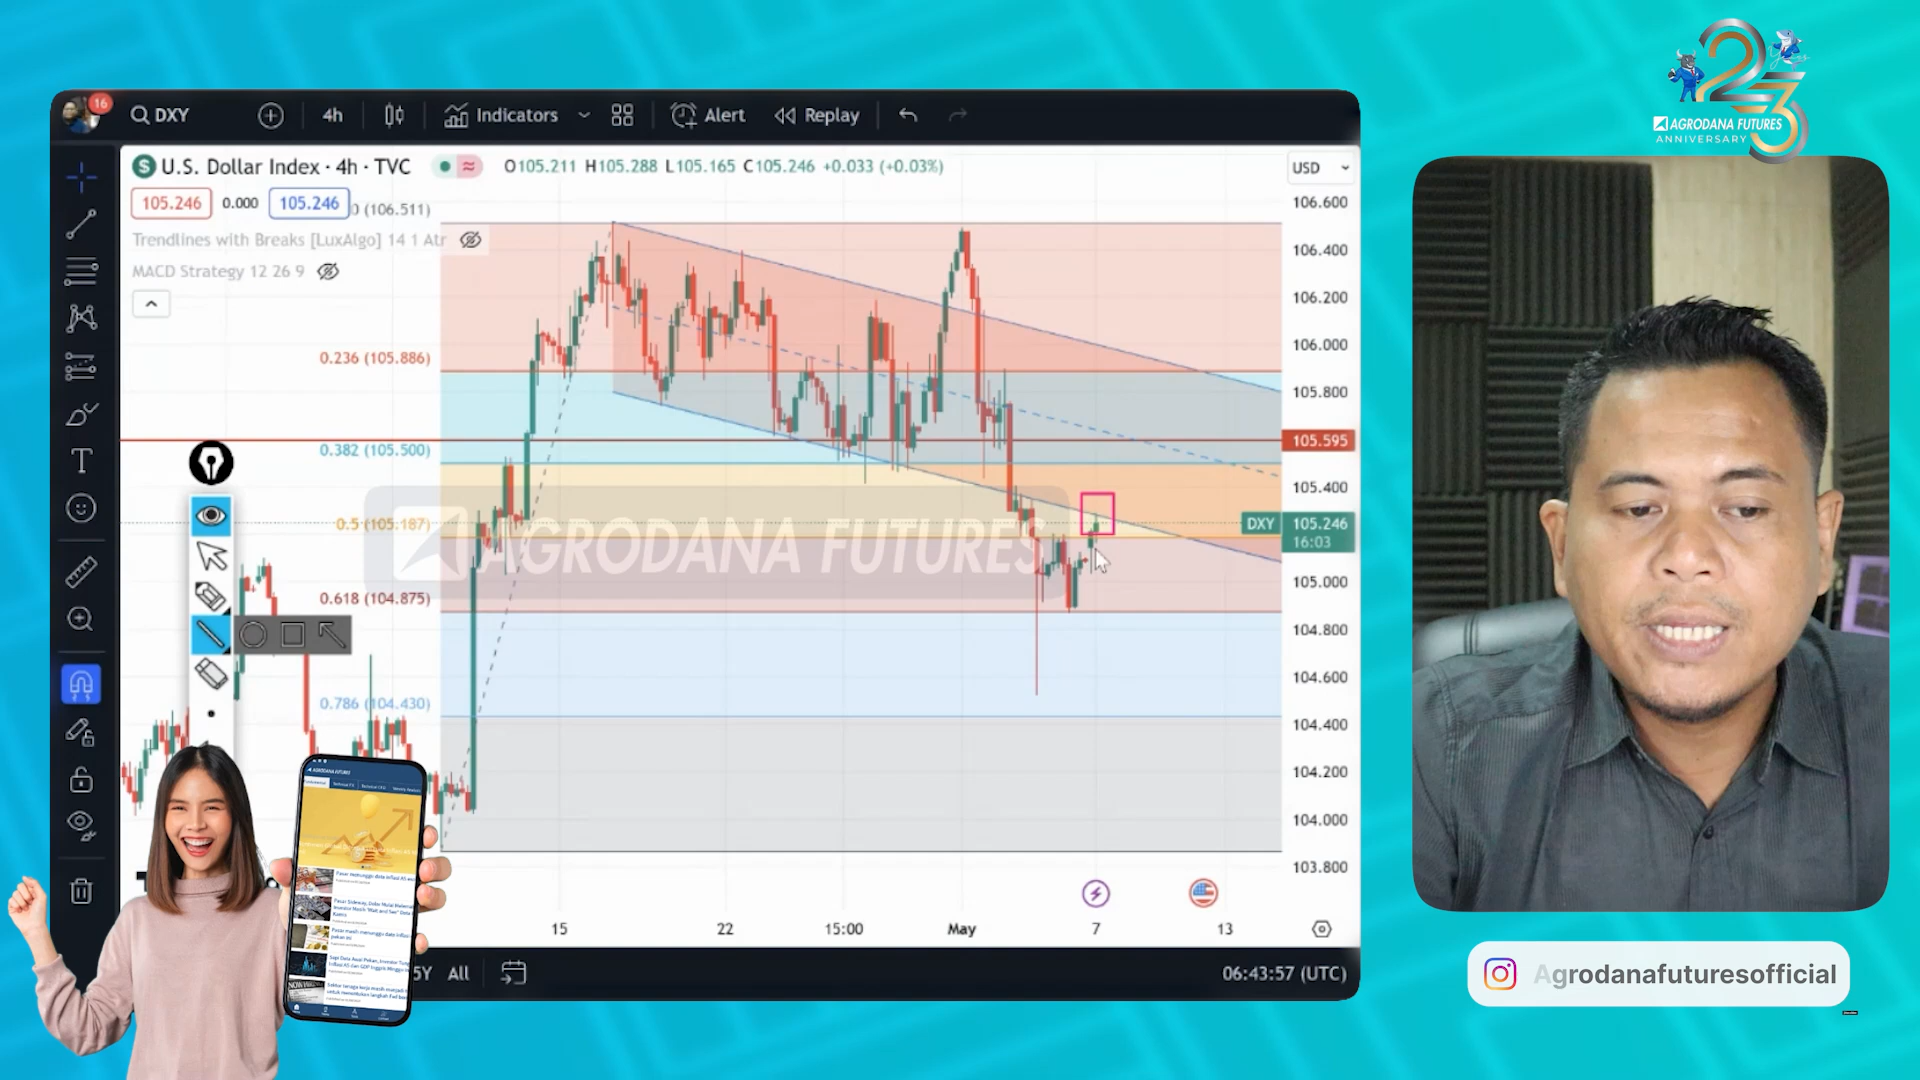 23
Years
AGRODANA FUTURES
ANNIVERSARY
16
DXY
4h
Indicators
Alert
Replay
U.S. Dollar Index · 4h · TVC
O105.211 H105.288 L105.165 C105.246 +0.033 (+0.03%)
USD
105.246
0.000
105.246
0 (106.511)
Trendlines with Breaks [LuxAlgo] 14 1 Atr
MACD Strategy 12 26 9
0.236 (105.886)
0.382 (105.500)
0.5 (105.187)
0.618 (104.875)
0.786 (104.430)
106.600
106.400
106.200
106.000
105.800
105.595
105.400
DXY 105.246
16:03
105.000
104.800
104.600
104.400
104.200
104.000
103.800
AGRODANA FUTURES
15
22
15:00
May
7
13
5Y
All
06:43:57 (UTC)
AGRODANA FUTURES
Agrodanafuturesofficial